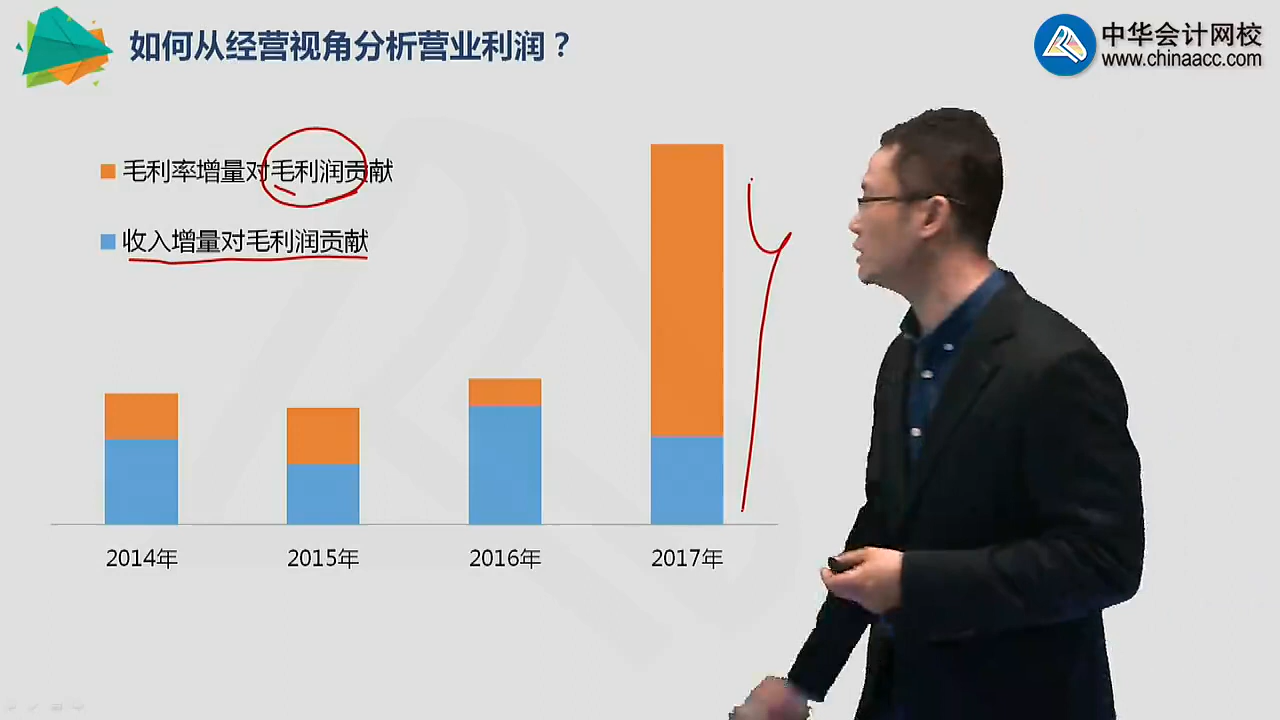 如何从经营视角分析营业利润？
中华会计网校
www.chinaacc.com
毛利率增量对毛利润贡献
收入增量对毛利润贡献
2014年
2015年
2016年
2017年